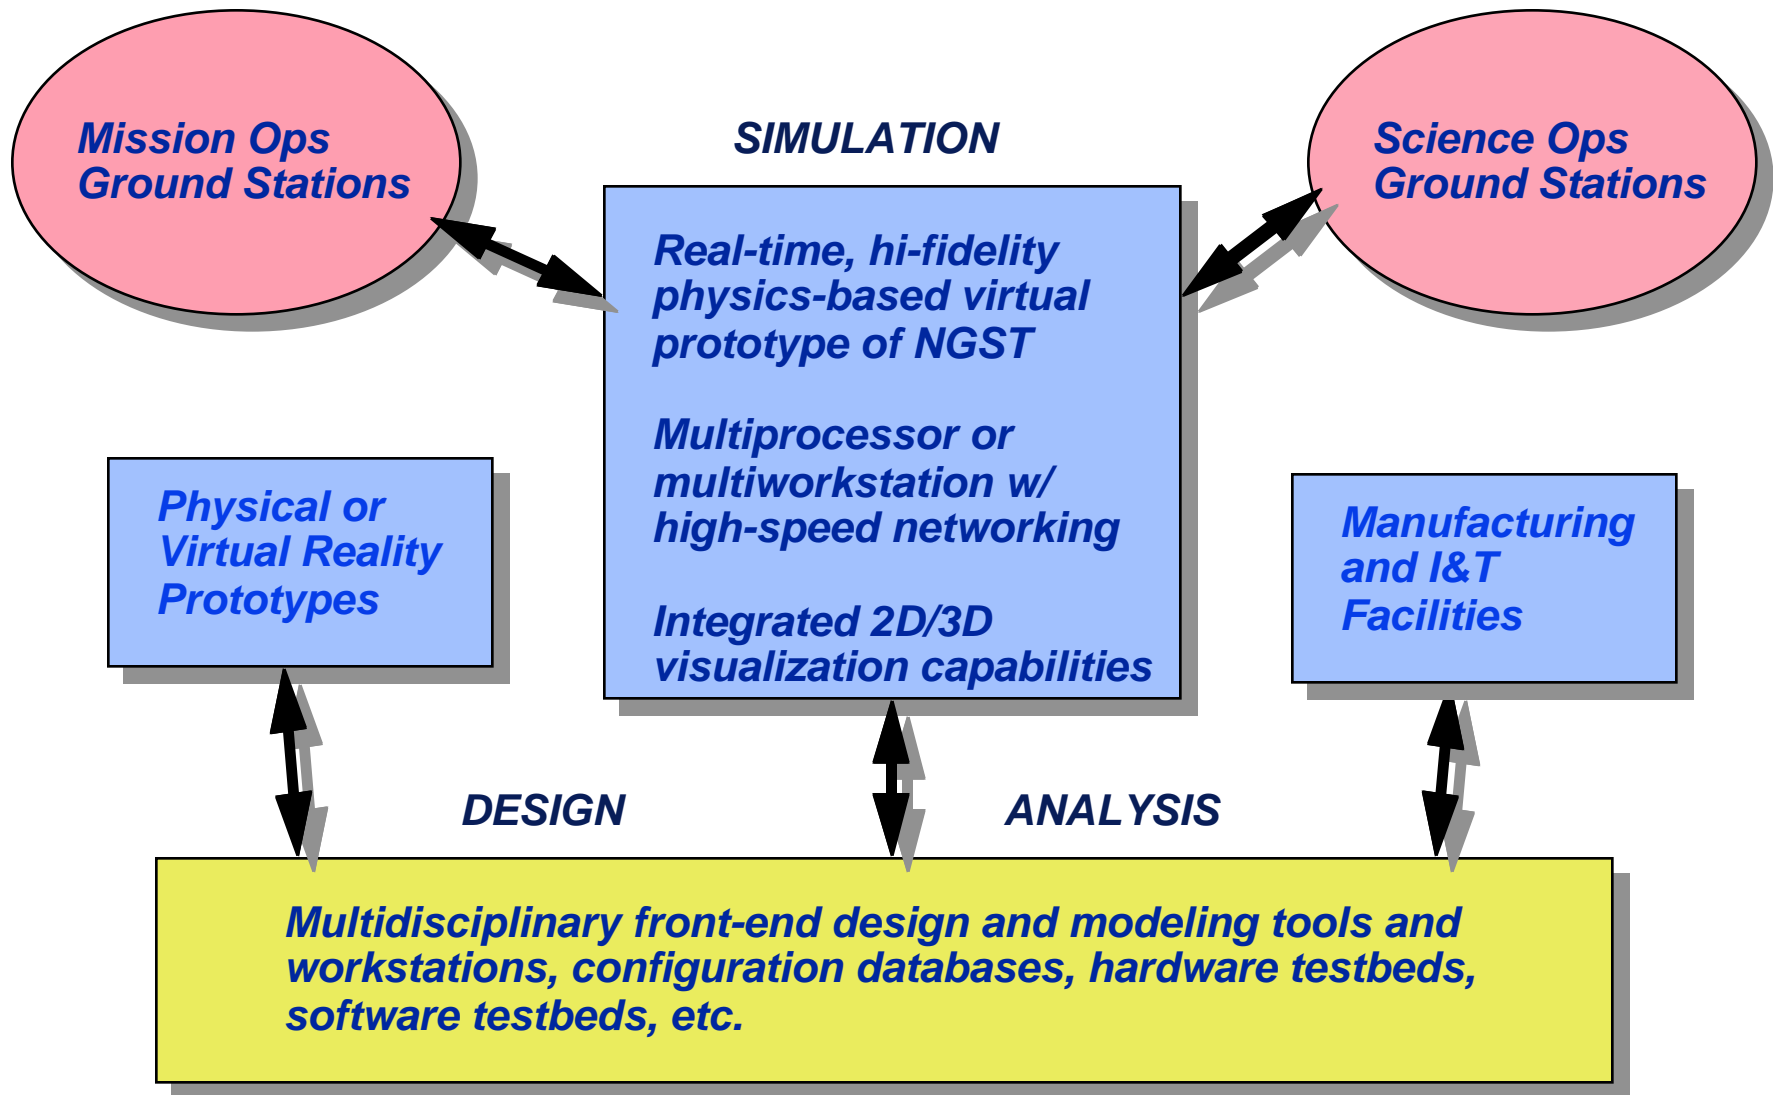 Mission Ops
Ground Stations
SIMULATION
Science Ops
Ground Stations
Real-time, hi-fidelity
physics-based virtual
prototype of NGST
Multiprocessor or
multiworkstation w/
high-speed networking
Integrated 2D/3D
visualization capabilities
Physical or
Virtual Reality
Prototypes
Manufacturing
and I&T
Facilities
DESIGN
ANALYSIS
Multidisciplinary front-end design and modeling tools and
workstations, configuration databases, hardware testbeds,
software testbeds, etc.